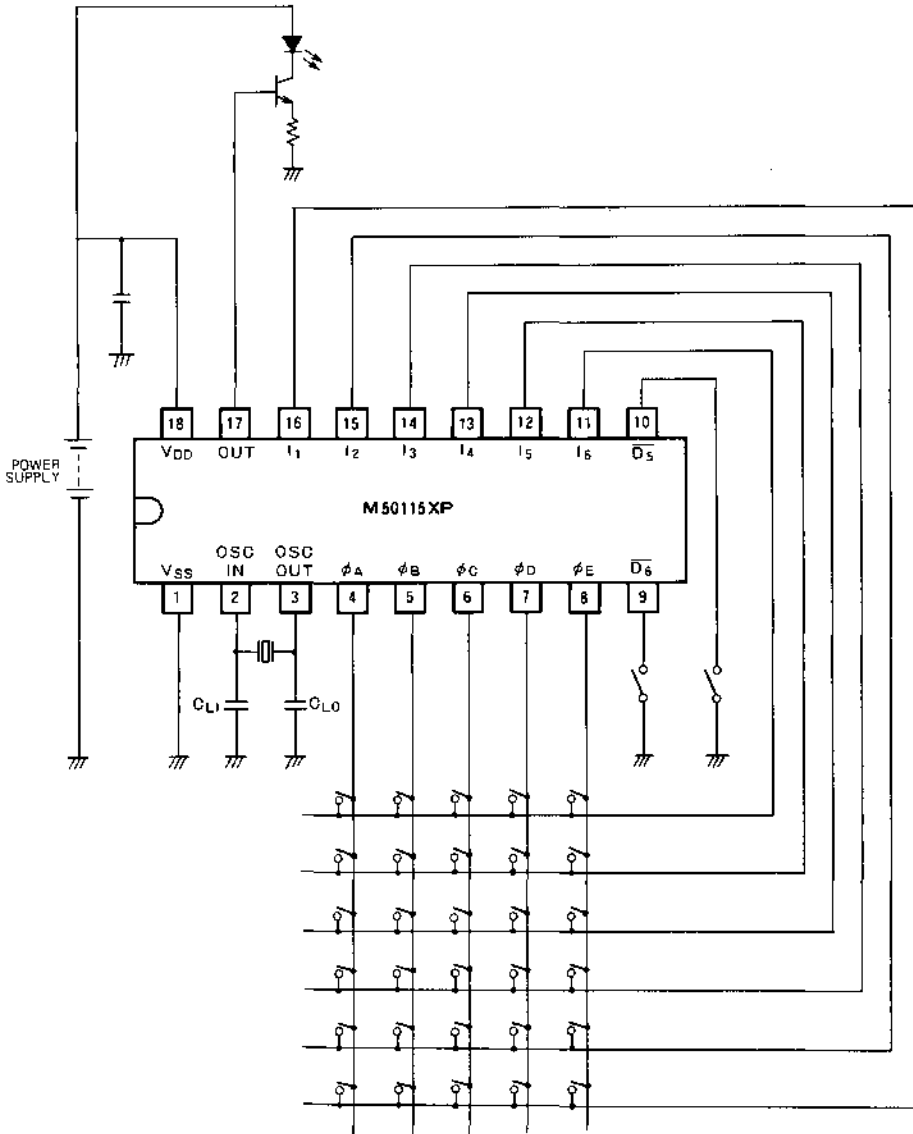 18 17 16 15 14 13 12 11 10
VDD OUT I1 I2 I3 I4 I5 I6 D̅5̅
POWER
SUPPLY
M50115XP
VSS OSC IN OSC OUT φA φB φC φD φE D̅6̅
1 2 3 4 5 6 7 8 9
CLI CLO